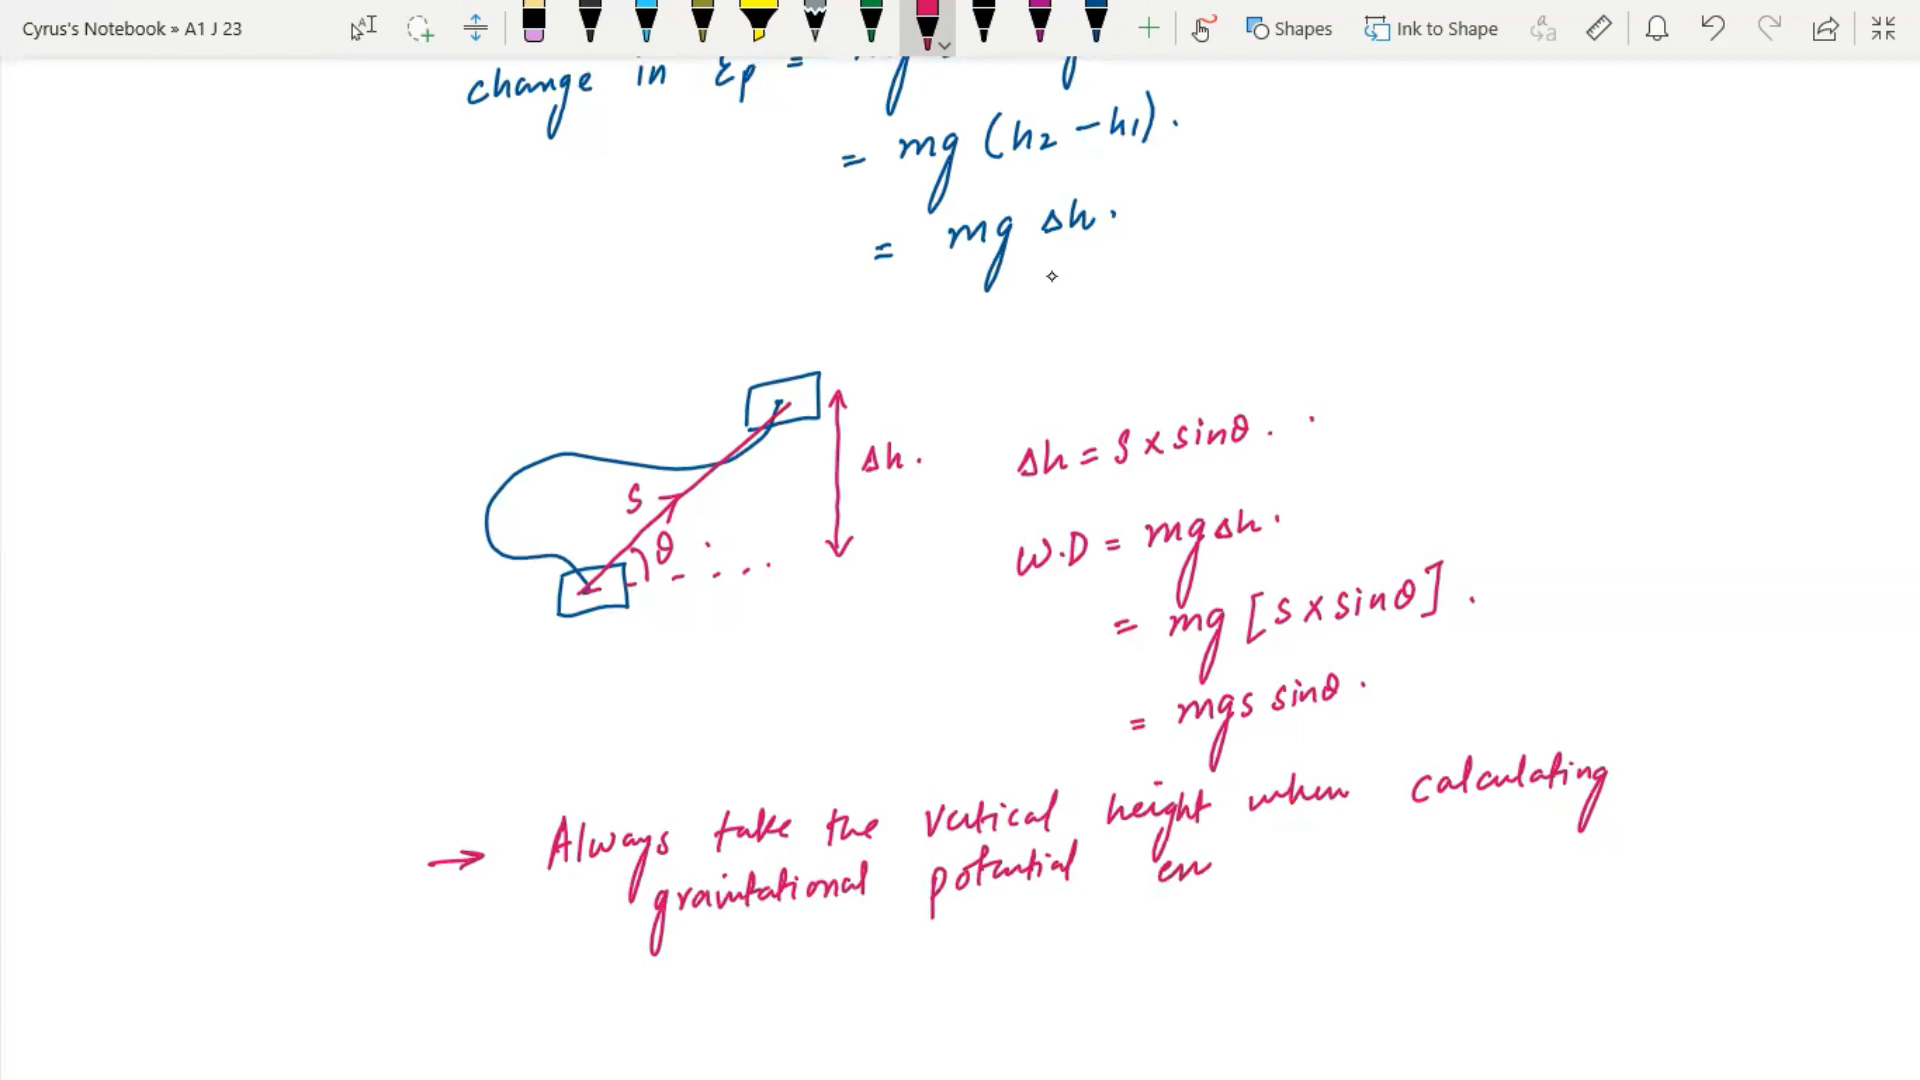 Cyrus's Notebook » A1 J 23
Shapes
Ink to Shape
change in Ep =
= mg (h2 - h1).
= mg Δh.
Δh.
S
θ
Δh = S x sinθ.
W.D = mgΔh.
= mg [s x sinθ].
= mgs sinθ.
→ Always take the vertical height when calculating
gravitational potential en